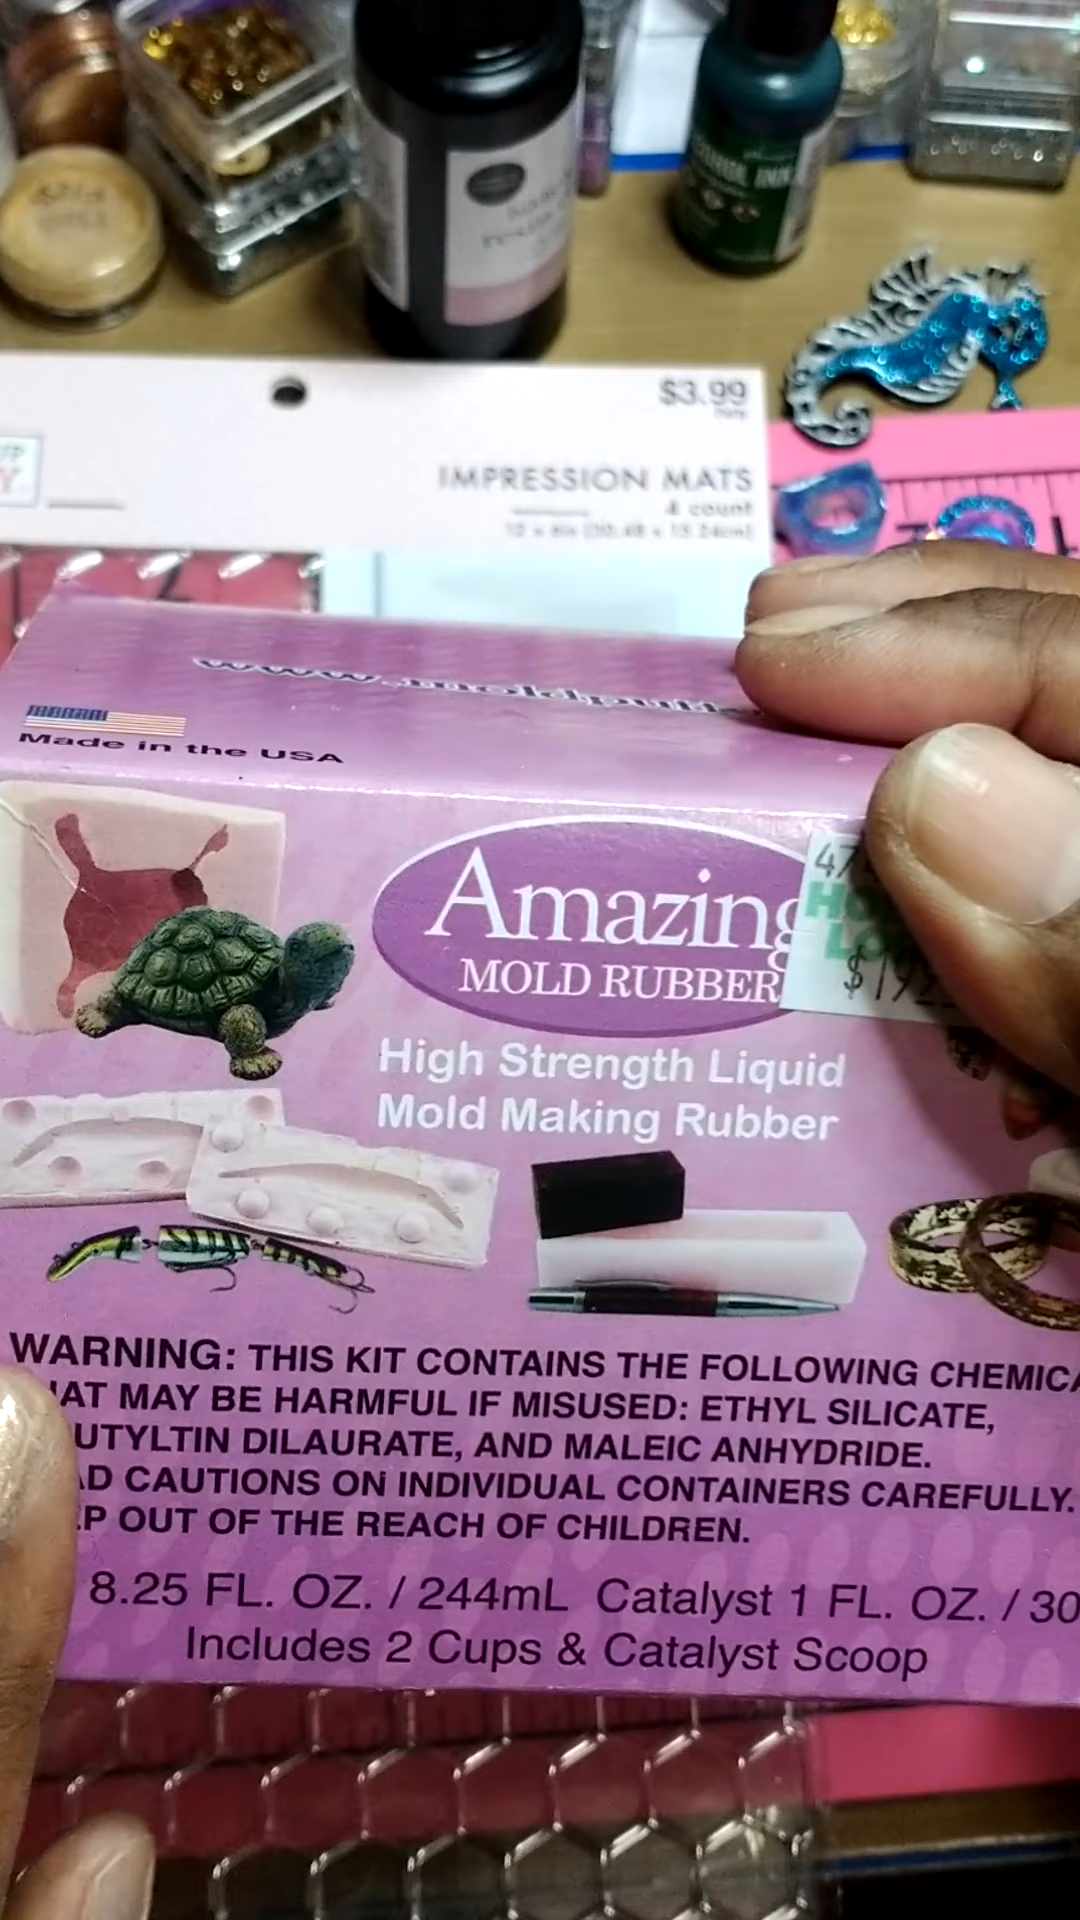 $3.99
IMPRESSION MATS
4 count
Made in the USA
Amazing
MOLD RUBBER
47
$19
High Strength Liquid
Mold Making Rubber
WARNING: THIS KIT CONTAINS THE FOLLOWING CHEMICA
AT MAY BE HARMFUL IF MISUSED: ETHYL SILICATE,
UTYLTIN DILAURATE, AND MALEIC ANHYDRIDE.
AD CAUTIONS ON INDIVIDUAL CONTAINERS CAREFULLY.
P OUT OF THE REACH OF CHILDREN.
8.25 FL. OZ. / 244mL Catalyst 1 FL. OZ. / 30
Includes 2 Cups & Catalyst Scoop